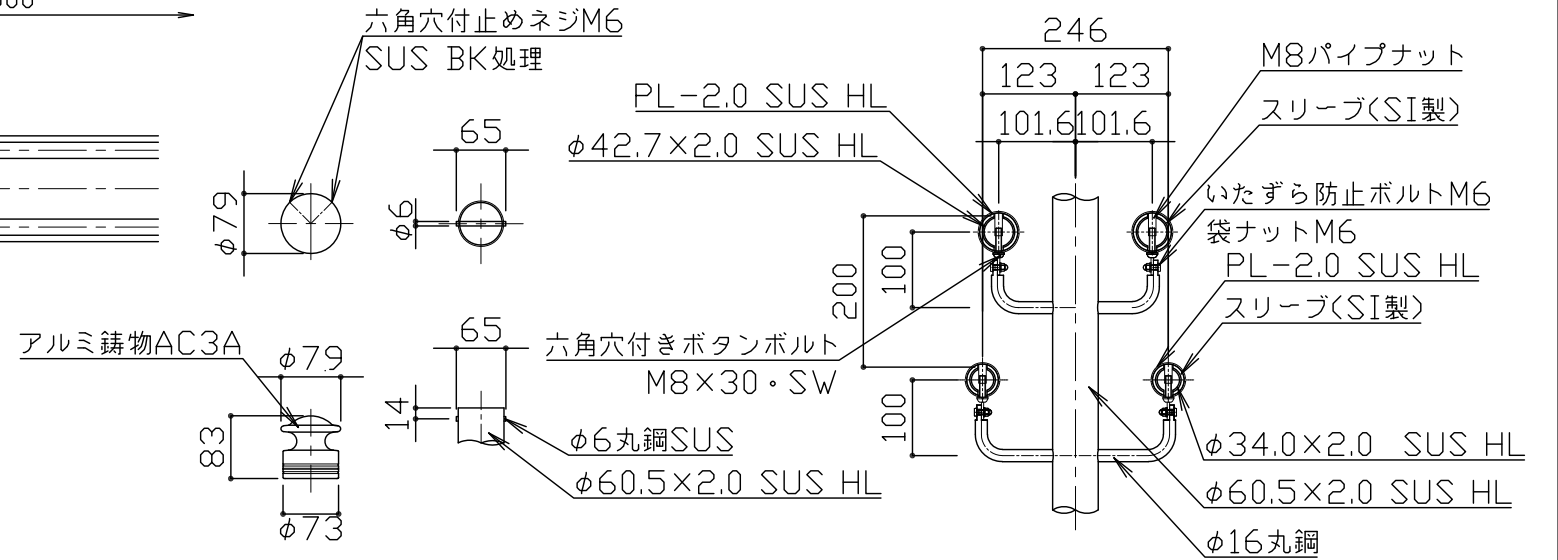 六角穴付止めネジM6
SUS BK処理
65
φ79
φ6
アルミ鋳物AC3A
φ79
83
φ73
65
14
φ6丸鋼SUS
φ60.5×2.0 SUS HL
246
123
123
101.6
101.6
PL-2.0 SUS HL
φ42.7×2.0 SUS HL
M8パイプナット
スリーブ(SI製)
いたずら防止ボルトM6
袋ナットM6
PL-2.0 SUS HL
スリーブ(SI製)
200
100
100
六角穴付きボタンボルト
M8×30・SW
φ34.0×2.0 SUS HL
φ60.5×2.0 SUS HL
φ16丸鋼